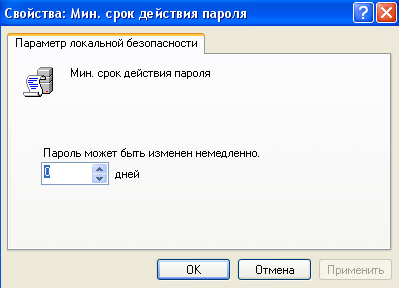 Свойства: Мин. срок действия пароля
Параметр локальной безопасности
Мин. срок действия пароля
Пароль может быть изменен немедленно.
0 дней
OK Отмена Применить